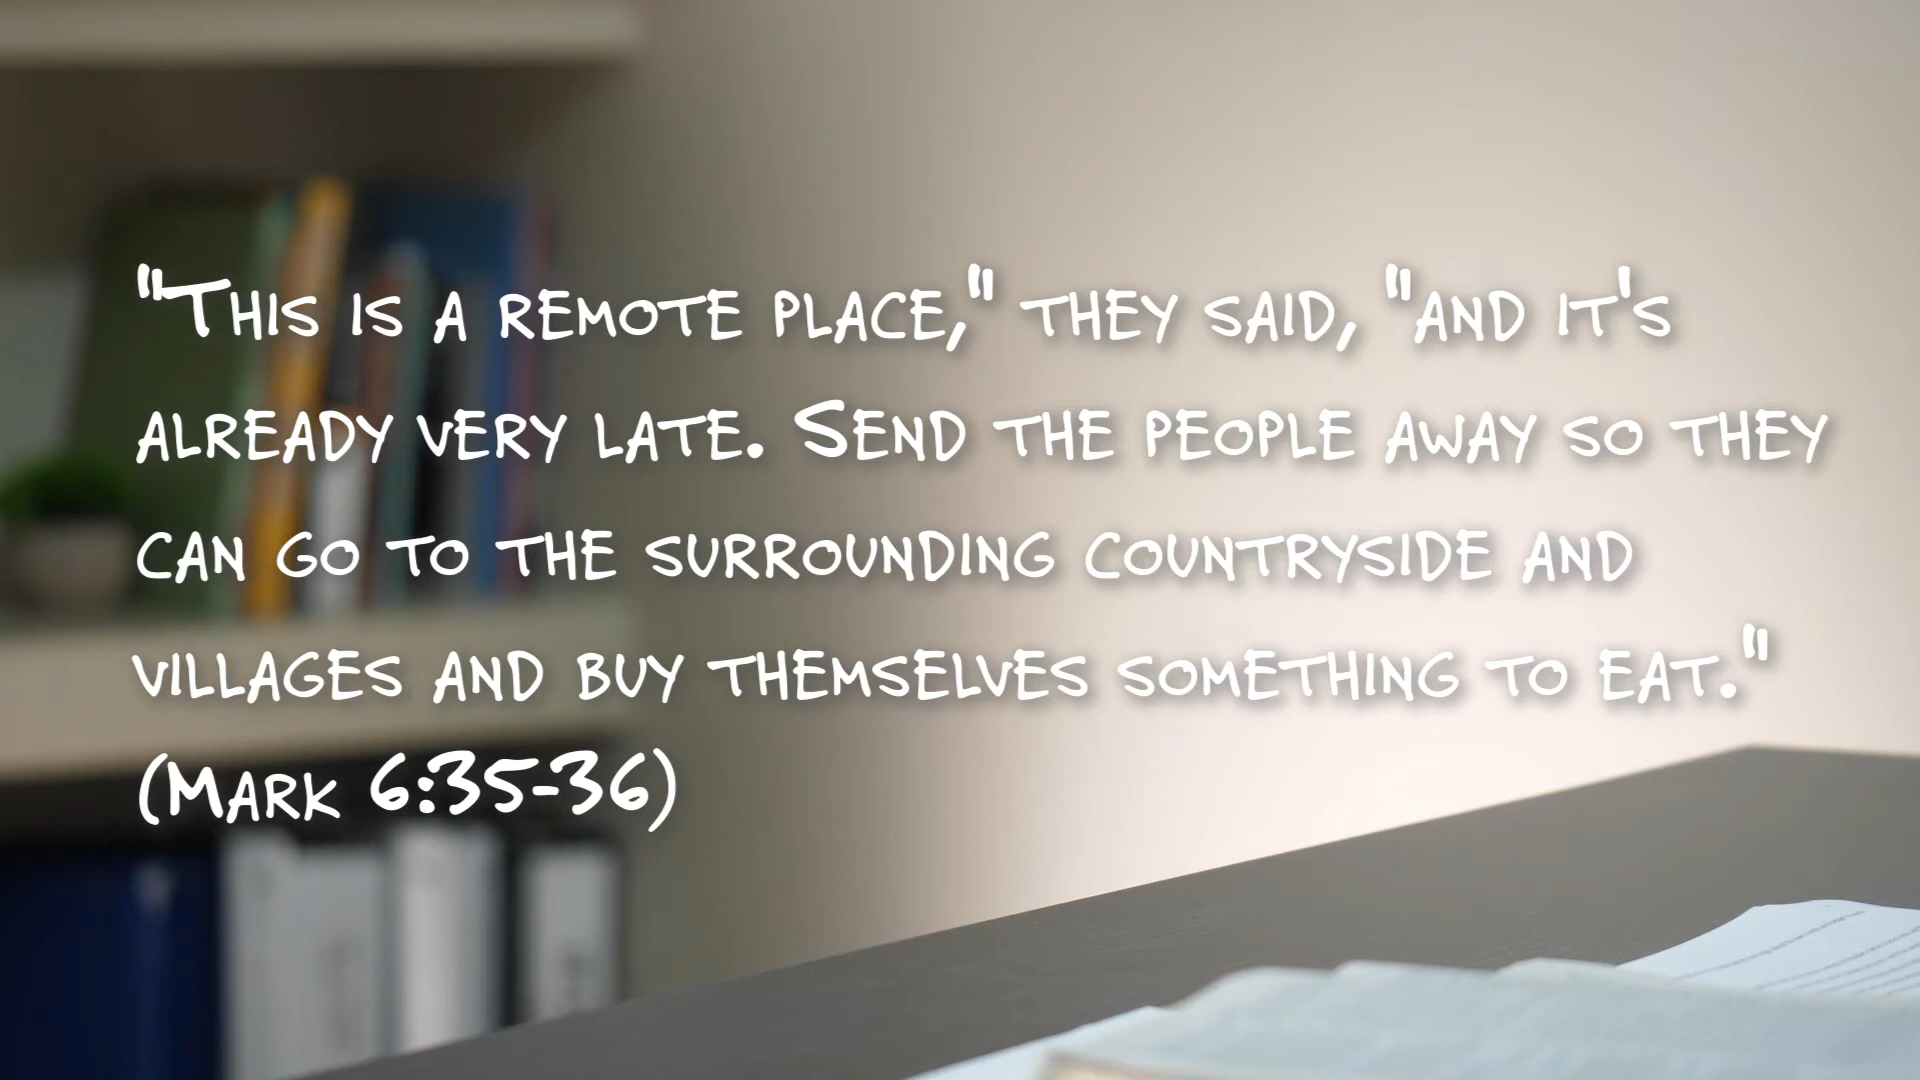 "This is a remote place," they said, "and it's
already very late. Send the people away so they
can go to the surrounding countryside and
villages and buy themselves something to eat."
(Mark 6:35-36)